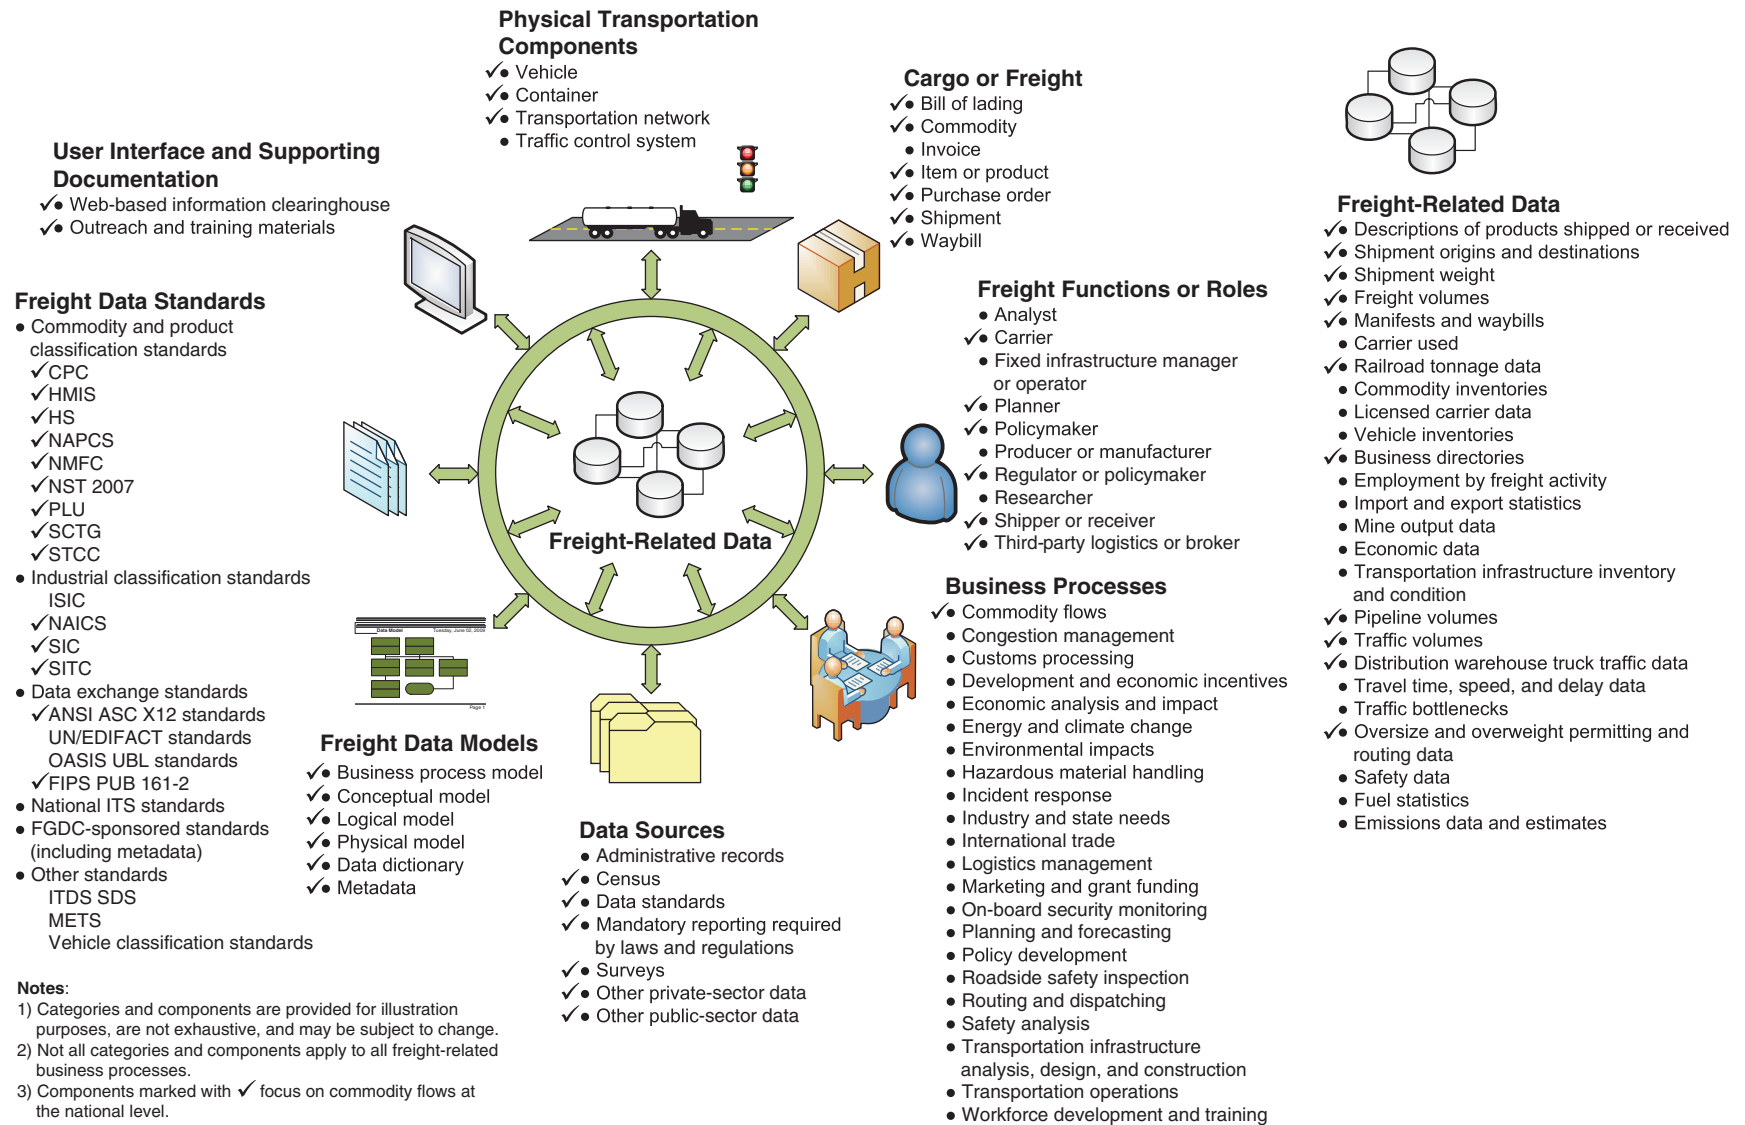 Physical Transportation
Components
✓● Vehicle
✓● Container
✓● Transportation network
● Traffic control system
Cargo or Freight
✓● Bill of lading
✓● Commodity
● Invoice
✓● Item or product
✓● Purchase order
✓● Shipment
✓● Waybill
User Interface and Supporting
Documentation
✓● Web-based information clearinghouse
✓● Outreach and training materials
Freight Data Standards
● Commodity and product
classification standards
✓CPC
✓HMIS
✓HS
✓NAPCS
✓NMFC
✓NST 2007
✓PLU
✓SCTG
✓STCC
● Industrial classification standards
ISIC
✓NAICS
✓SIC
✓SITC
● Data exchange standards
✓ANSI ASC X12 standards
UN/EDIFACT standards
OASIS UBL standards
✓FIPS PUB 161-2
● National ITS standards
● FGDC-sponsored standards
(including metadata)
● Other standards
ITDS SDS
METS
Vehicle classification standards
Freight-Related Data
Data Model Tuesday, June 02, 2009
Page 1
Freight Data Models
✓● Business process model
✓● Conceptual model
✓● Logical model
✓● Physical model
✓● Data dictionary
✓● Metadata
Data Sources
● Administrative records
✓● Census
✓● Data standards
✓● Mandatory reporting required
by laws and regulations
✓● Surveys
✓● Other private-sector data
✓● Other public-sector data
Freight Functions or Roles
● Analyst
✓● Carrier
● Fixed infrastructure manager
or operator
✓● Planner
✓● Policymaker
● Producer or manufacturer
✓● Regulator or policymaker
● Researcher
✓● Shipper or receiver
✓● Third-party logistics or broker
Business Processes
✓● Commodity flows
● Congestion management
● Customs processing
● Development and economic incentives
● Economic analysis and impact
● Energy and climate change
● Environmental impacts
● Hazardous material handling
● Incident response
● Industry and state needs
● International trade
● Logistics management
● Marketing and grant funding
● On-board security monitoring
● Planning and forecasting
● Policy development
● Roadside safety inspection
● Routing and dispatching
● Safety analysis
● Transportation infrastructure
analysis, design, and construction
● Transportation operations
● Workforce development and training
Freight-Related Data
✓● Descriptions of products shipped or received
✓● Shipment origins and destinations
✓● Shipment weight
✓● Freight volumes
✓● Manifests and waybills
● Carrier used
✓● Railroad tonnage data
● Commodity inventories
● Licensed carrier data
● Vehicle inventories
✓● Business directories
● Employment by freight activity
● Import and export statistics
● Mine output data
● Economic data
● Transportation infrastructure inventory
and condition
✓● Pipeline volumes
✓● Traffic volumes
✓● Distribution warehouse truck traffic data
● Travel time, speed, and delay data
● Traffic bottlenecks
✓● Oversize and overweight permitting and
routing data
● Safety data
● Fuel statistics
● Emissions data and estimates
Notes:
1) Categories and components are provided for illustration
purposes, are not exhaustive, and may be subject to change.
2) Not all categories and components apply to all freight-related
business processes.
3) Components marked with ✓ focus on commodity flows at
the national level.